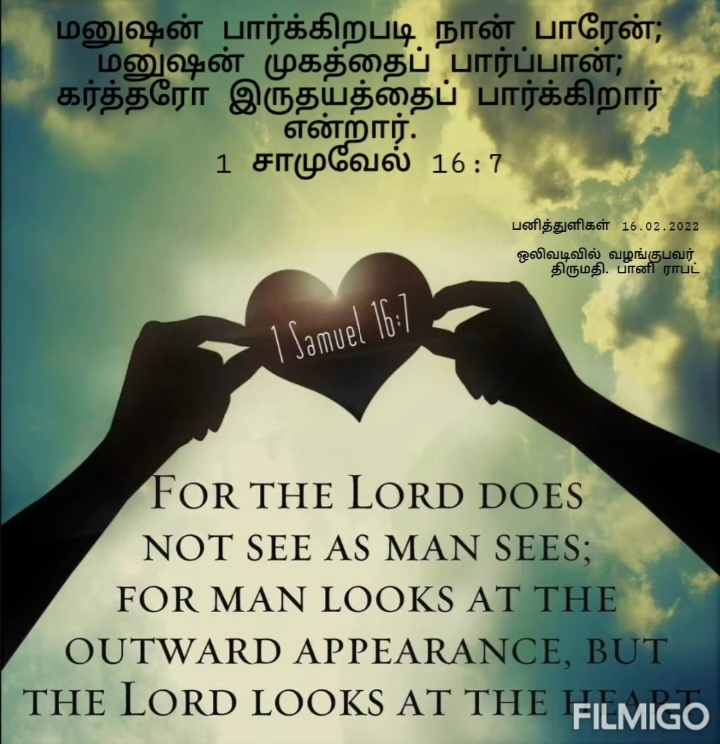 மனுஷன் பார்க்கிறபடி நான் பாரேன்;
மனுஷன் முகத்தைப் பார்ப்பான்;
கர்த்தரோ இருதயத்தைப் பார்க்கிறார்
என்றார்.
1 சாமுவேல் 16:7
பனித்துளிகள் 16.02.2022
ஒலிவடிவில் வழங்குபவர்
திருமதி. பானி ராபட்
1 Samuel 16:7
FOR THE LORD DOES
NOT SEE AS MAN SEES;
FOR MAN LOOKS AT THE
OUTWARD APPEARANCE, BUT
THE LORD LOOKS AT THE HEART
FILMIGO